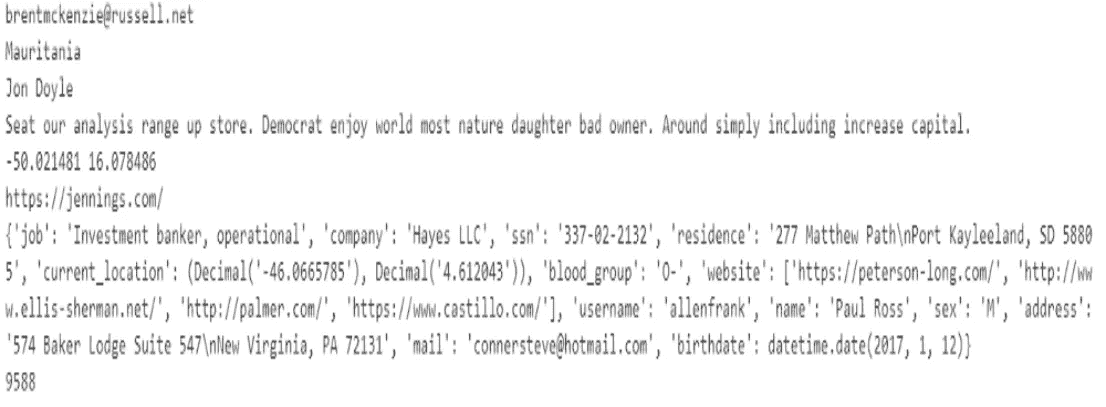 brentmckenzie@russell.net
Mauritania
Jon Doyle
Seat our analysis range up store. Democrat enjoy world most nature daughter bad owner. Around simply including increase capital.
-50.021481 16.078486
https://jennings.com/
{'job': 'Investment banker, operational', 'company': 'Hayes LLC', 'ssn': '337-02-2132', 'residence': '277 Matthew Path\nPort Kayleeland, SD 5880
5', 'current_location': (Decimal('-46.0665785'), Decimal('4.612043')), 'blood_group': 'O-', 'website': ['https://peterson-long.com/', 'http://ww
w.ellis-sherman.net/', 'http://palmer.com/', 'https://www.castillo.com/'], 'username': 'allenfrank', 'name': 'Paul Ross', 'sex': 'M', 'address':
'574 Baker Lodge Suite 547\nNew Virginia, PA 72131', 'mail': 'connersteve@hotmail.com', 'birthdate': datetime.date(2017, 1, 12)}
9588